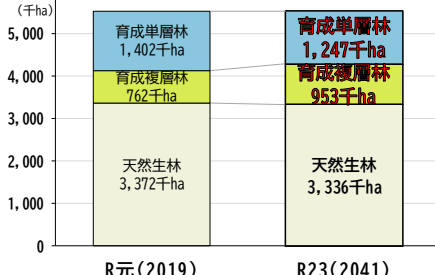 (千ha)
5,000
4,000
3,000
2,000
1,000
0
育成単層林
1,402千ha
育成複層林
762千ha
天然生林
3,372千ha
育成単層林
1,247千ha
育成複層林
953千ha
天然生林
3,336千ha
R元(2019)
R23(2041)